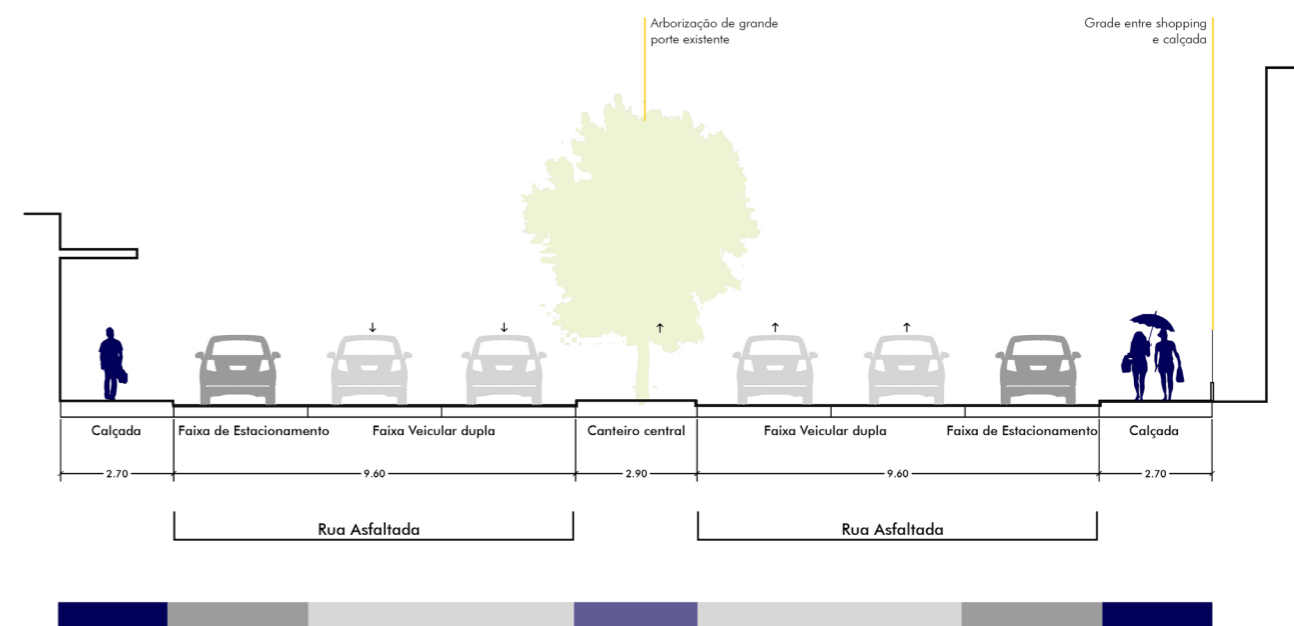 Arborização de grande
porte existente
Grade entre shopping
e calçada
↓ ↓ ↑ ↑ ↑
Calçada Faixa de Estacionamento Faixa Veicular dupla Canteiro central Faixa Veicular dupla Faixa de Estacionamento Calçada
2.70 9.60 2.90 9.60 2.70
Rua Asfaltada Rua Asfaltada